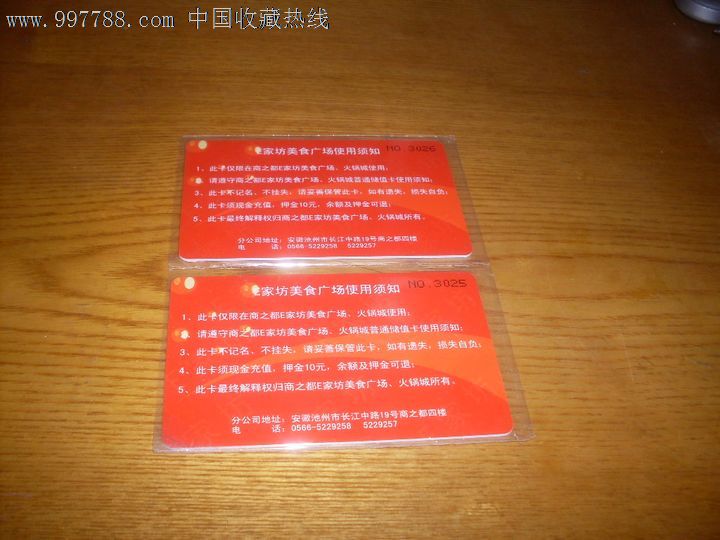 www.997788.com 中国收藏热线
E家坊美食广场使用须知 NO.3026
1、此卡仅限在商之都E家坊美食广场、火锅城使用;
2、请遵守商之都E家坊美食广场、火锅城普通储值卡使用须知;
3、此卡不记名、不挂失, 请妥善保管此卡, 如有遗失, 损失自负;
4、此卡须现金充值, 押金10元, 余额及押金可退;
5、此卡最终解释权归商之都E家坊美食广场、火锅城所有。
分公司地址: 安徽池州市长江中路19号商之都四楼
电 话: 0566-5229258 5229257
E家坊美食广场使用须知 NO.3025
1、此卡仅限在商之都E家坊美食广场、火锅城使用;
2、请遵守商之都E家坊美食广场、火锅城普通储值卡使用须知;
3、此卡不记名、不挂失, 请妥善保管此卡, 如有遗失, 损失自负;
4、此卡须现金充值, 押金10元, 余额及押金可退;
5、此卡最终解释权归商之都E家坊美食广场、火锅城所有。
分公司地址: 安徽池州市长江中路19号商之都四楼
电 话: 0566-5229258 5229257